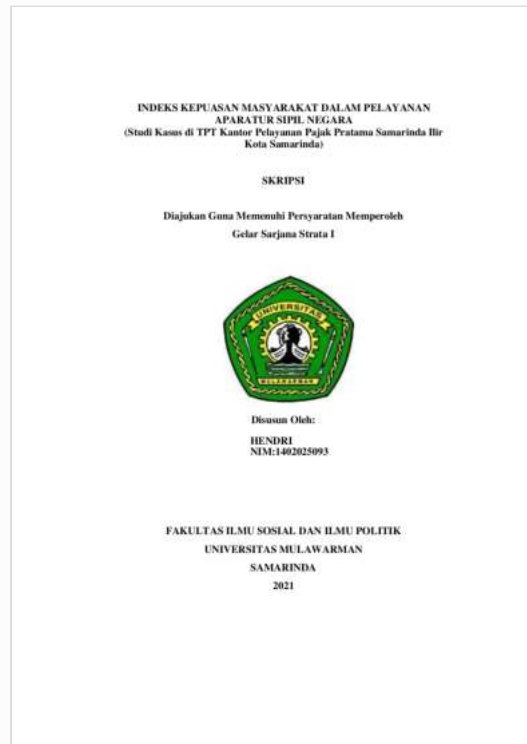 INDEKS KEPUASAN MASYARAKAT DALAM PELAYANAN
APARATUR SIPIL NEGARA
(Studi Kasus di TPT Kantor Pelayanan Pajak Pratama Samarinda Ilir
Kota Samarinda)
SKRIPSI
Diajukan Guna Memenuhi Persyaratan Memperoleh
Gelar Sarjana Strata I
UNIVERSITAS
MULAWARMAN
Disusun Oleh:
HENDRI
NIM:1402025093
FAKULTAS ILMU SOSIAL DAN ILMU POLITIK
UNIVERSITAS MULAWARMAN
SAMARINDA
2021